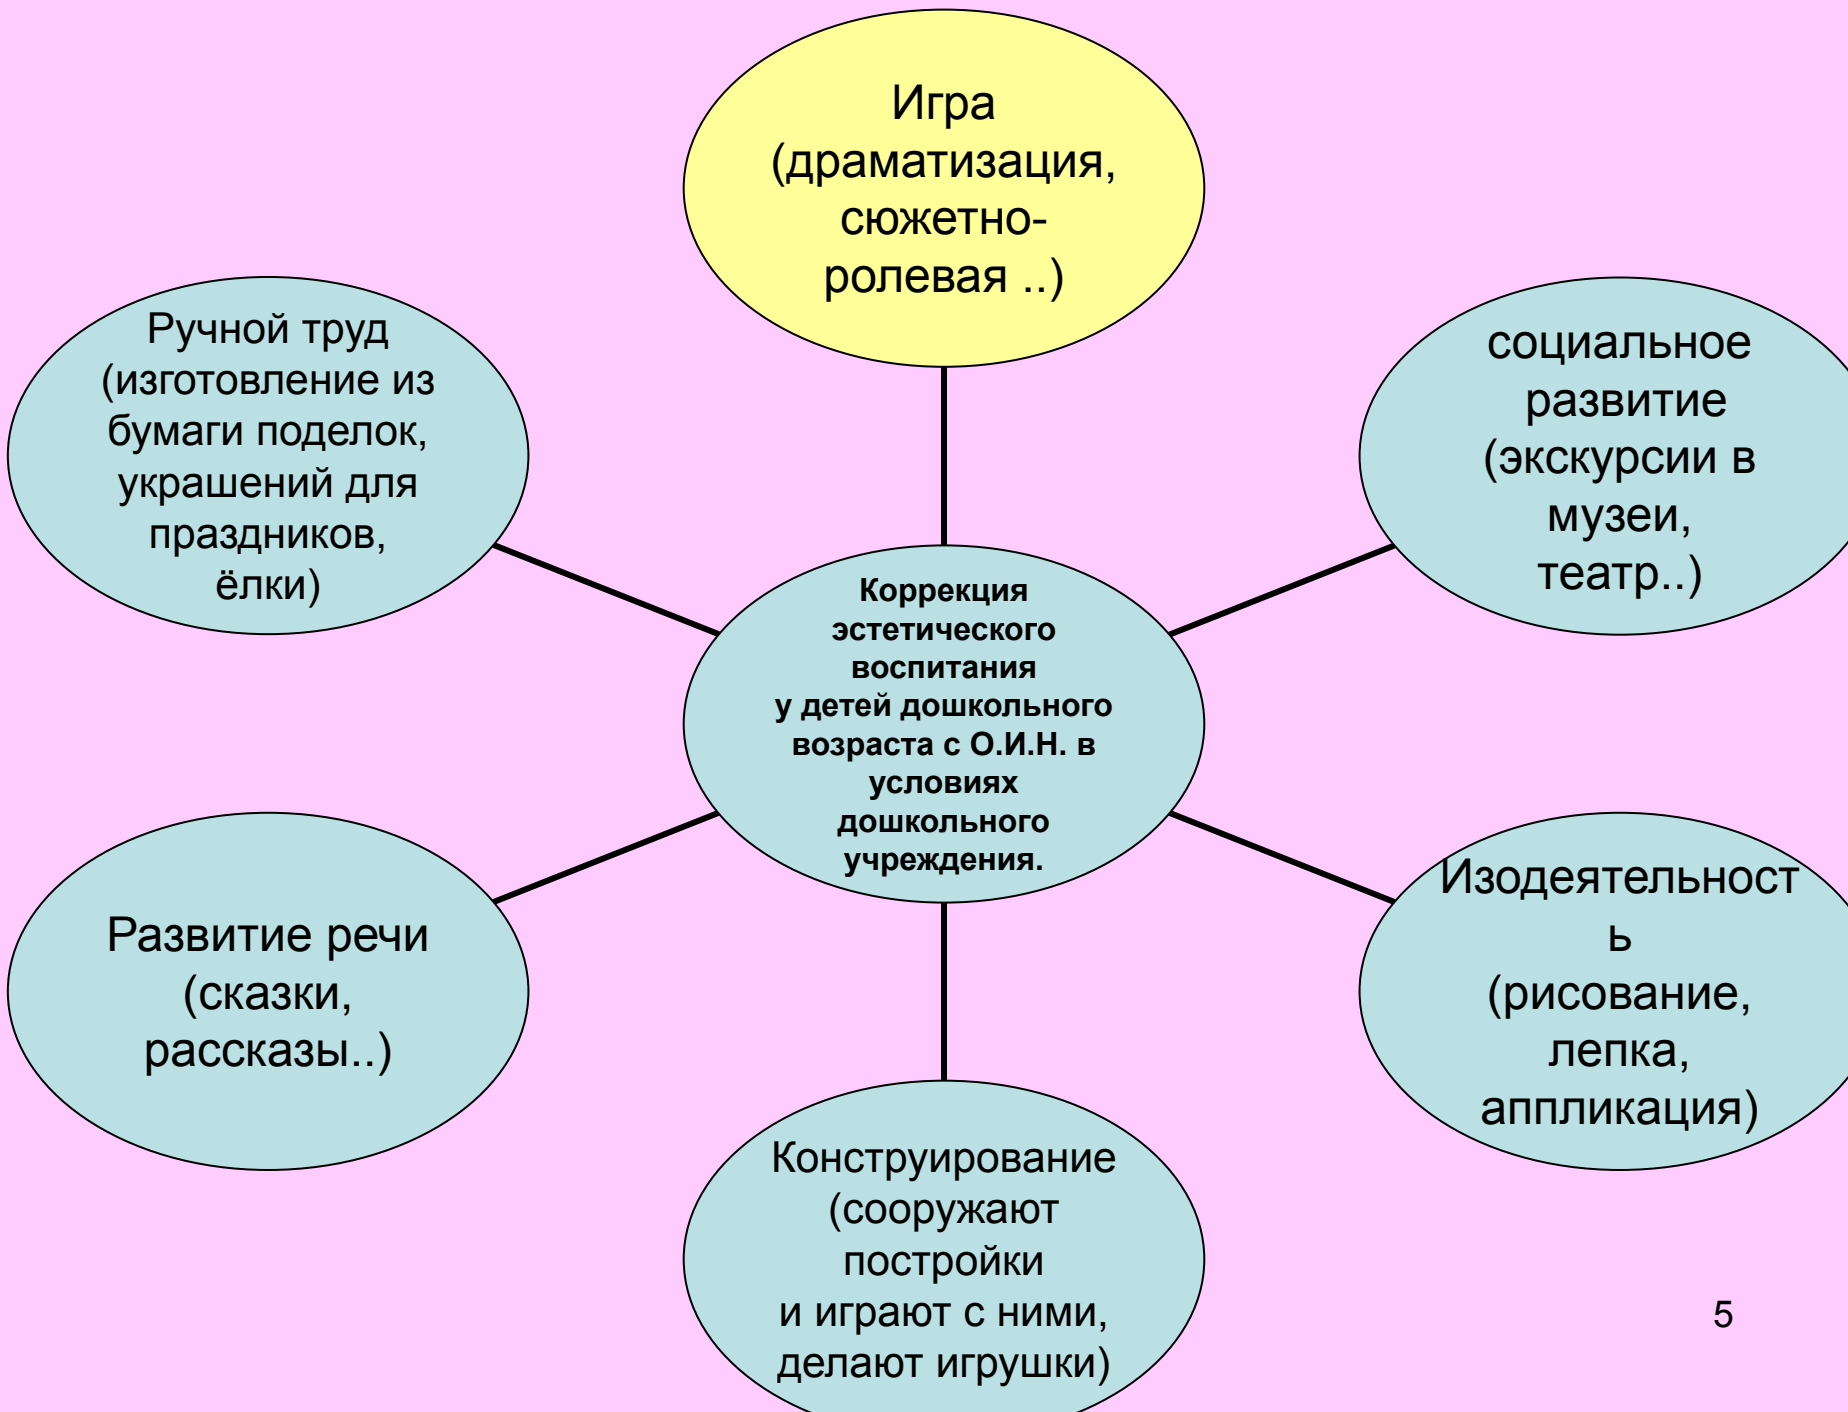 Игра
(драматизация,
сюжетно-
ролевая ..)
Ручной труд
(изготовление из
бумаги поделок,
украшений для
праздников,
ёлки)
социальное
развитие
(экскурсии в
музеи,
театр..)
Коррекция
эстетического
воспитания
у детей дошкольного
возраста с О.И.Н. в
условиях
дошкольного
учреждения.
Развитие речи
(сказки,
рассказы..)
Изодеятельност
ь
(рисование,
лепка,
аппликация)
Конструирование
(сооружают
постройки
и играют с ними,
делают игрушки)
5